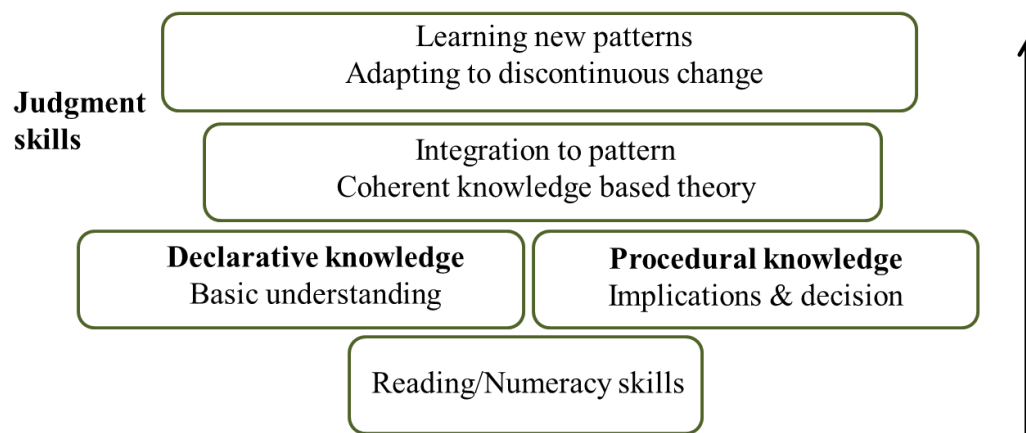 Learning new patterns
Adapting to discontinuous change
Judgment
skills
Integration to pattern
Coherent knowledge based theory
Declarative knowledge
Basic understanding
Procedural knowledge
Implications & decision
Reading/Numeracy skills